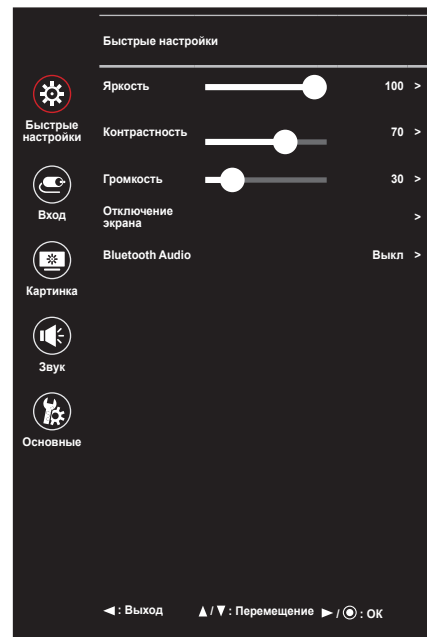 Быстрые настройки
Быстрые
настройки
Вход
Картинка
Звук
Основные
Яркость 100 >
Контрастность 70 >
Громкость 30 >
Отключение
экрана >
Bluetooth Audio Выкл >
◄ : Выход ▲ / ▼ : Перемещение ► / ◉ : ОК